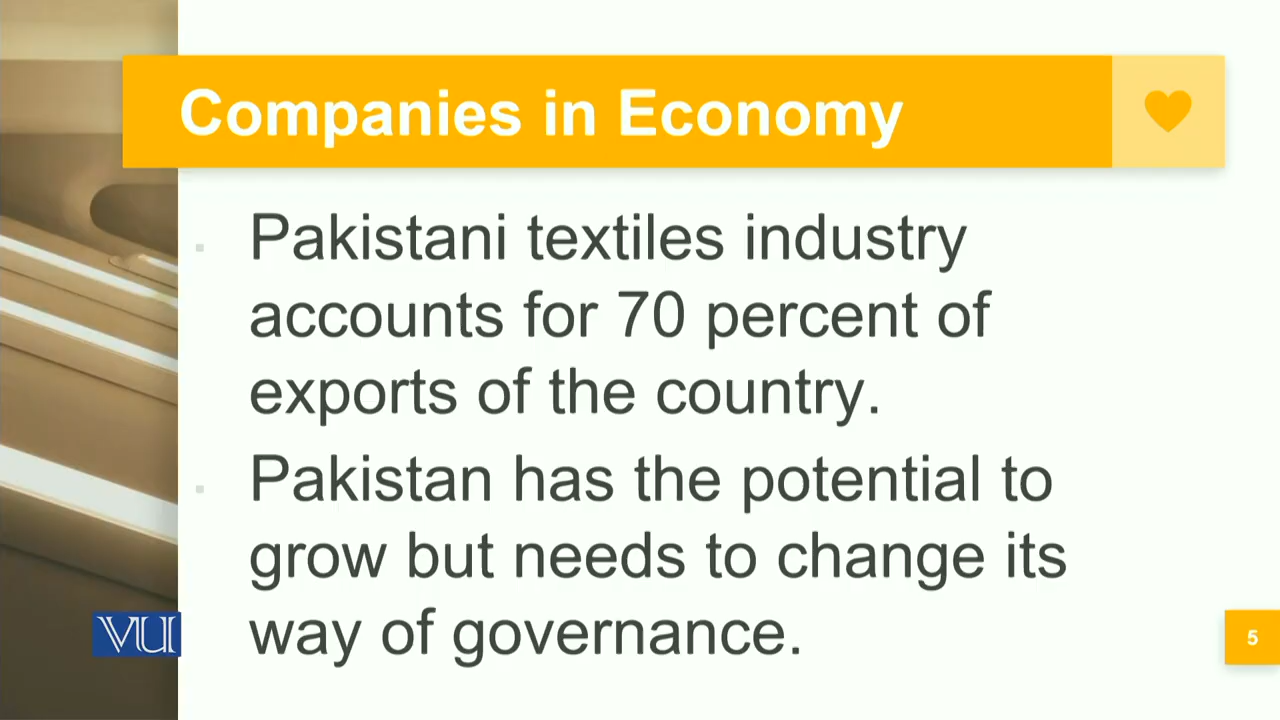 Companies in Economy
Pakistani textiles industry
accounts for 70 percent of
exports of the country.
Pakistan has the potential to
grow but needs to change its
way of governance.
VU
5